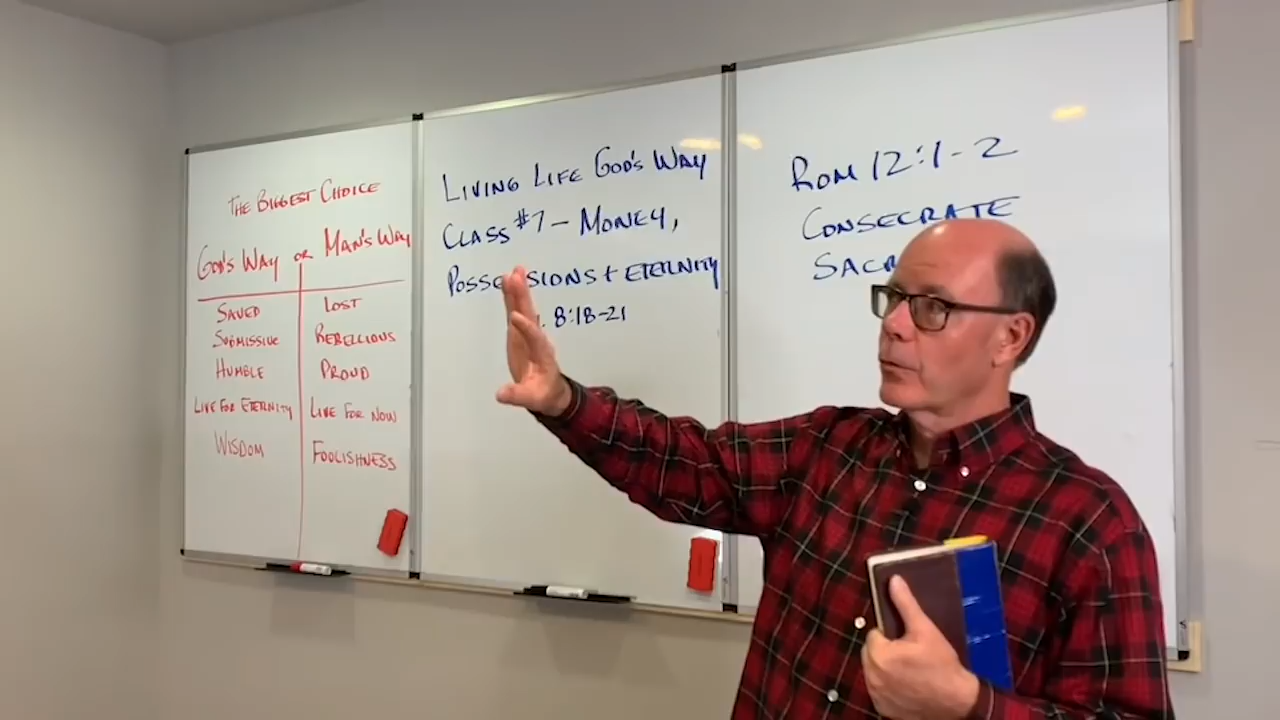 THE BIGGEST CHOICE
GOD'S WAY OR MAN'S WAY
SAVED LOST
SUBMISSIVE REBELLIOUS
HUMBLE PROUD
LIVE FOR ETERNITY LIVE FOR NOW
WISDOM FOOLISHNESS
LIVING LIFE GOD'S WAY
CLASS #7 - MONEY,
POSSESSIONS + ETERNITY
8:18-21
ROM 12:1-2
CONSECRATE